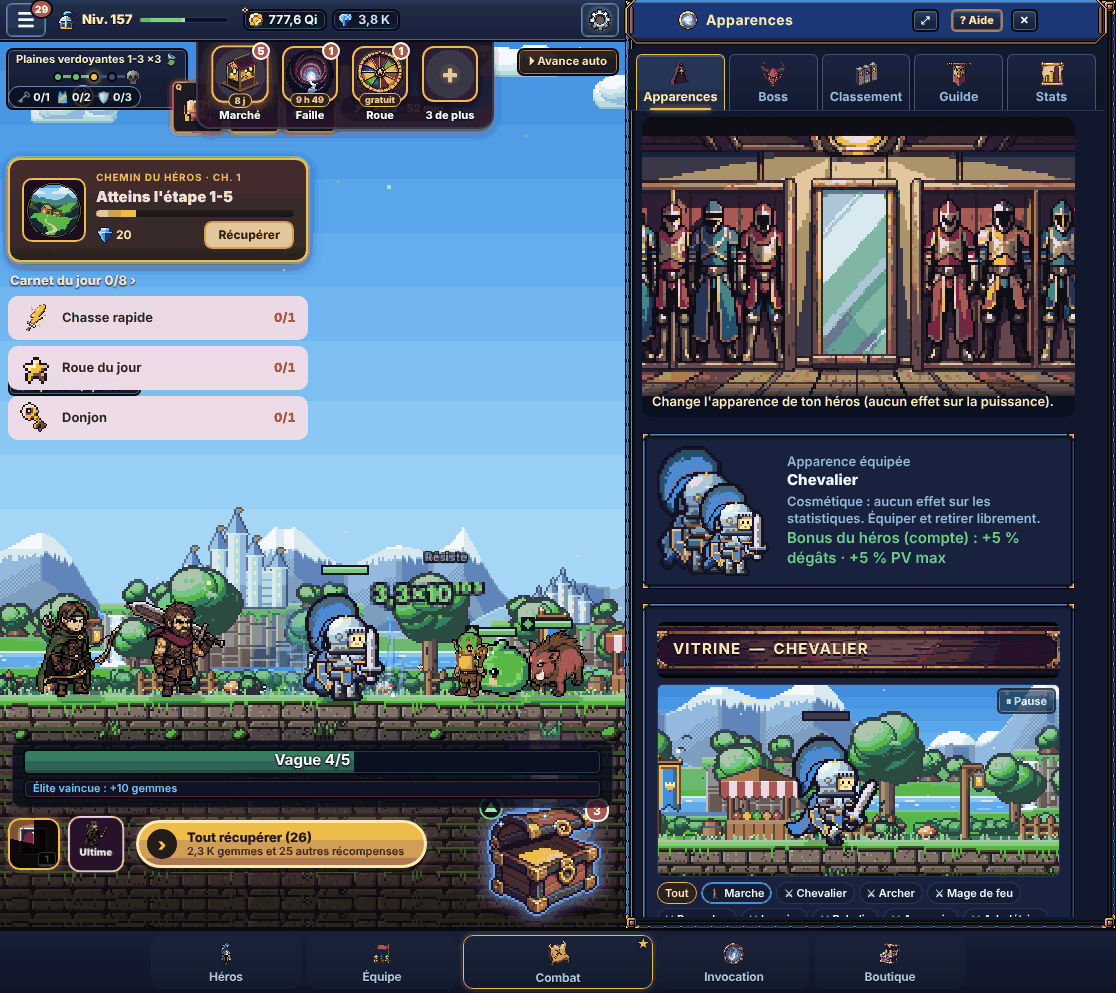 29
Niv. 157
777,6 Qi
3,8 K
Apparences
? Aide
Plaines verdoyantes 1-3 ×3
0/1
0/2
0/3
5
8 j
Marché
1
9 h 49
Faille
1
gratuit
Roue
3 de plus
Avance auto
Apparences
Boss
Classement
Guilde
Stats
CHEMIN DU HÉROS · CH. 1
Atteins l'étape 1-5
20
Récupérer
Carnet du jour 0/8 ›
Chasse rapide
0/1
Roue du jour
0/1
Donjon
0/1
Change l'apparence de ton héros (aucun effet sur la puissance).
Apparence équipée
Chevalier
Cosmétique : aucun effet sur les
statistiques. Équiper et retirer librement.
Bonus du héros (compte) : +5 %
dégâts · +5 % PV max
Résiste
VITRINE — CHEVALIER
Pause
Vague 4/5
Élite vaincue : +10 gemmes
1
Ultime
Tout récupérer (26)
2,3 K gemmes et 25 autres récompenses
3
Tout
Marche
Chevalier
Archer
Mage de feu
Héros
Équipe
Combat
Invocation
Boutique